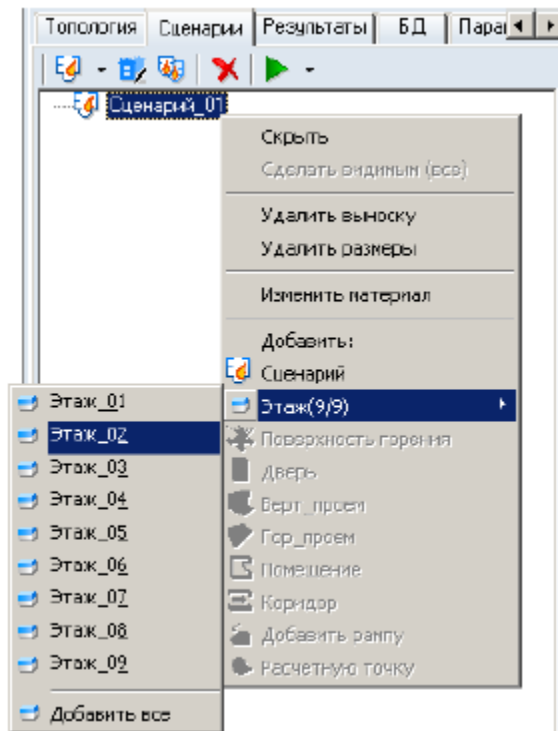 Топология Сценарии Результаты БД Парам
Сценарий_01
Скрыть
Сделать видимым (все)
Удалить выноску
Удалить размеры
Изменить материал
Добавить:
Сценарий
Этаж(9/9)
Поверхность горения
Дверь
Верт_проем
Гор_проем
Помещение
Коридор
Добавить рампу
Расчетную точку
Этаж_01
Этаж_02
Этаж_03
Этаж_04
Этаж_05
Этаж_06
Этаж_07
Этаж_08
Этаж_09
Добавить все